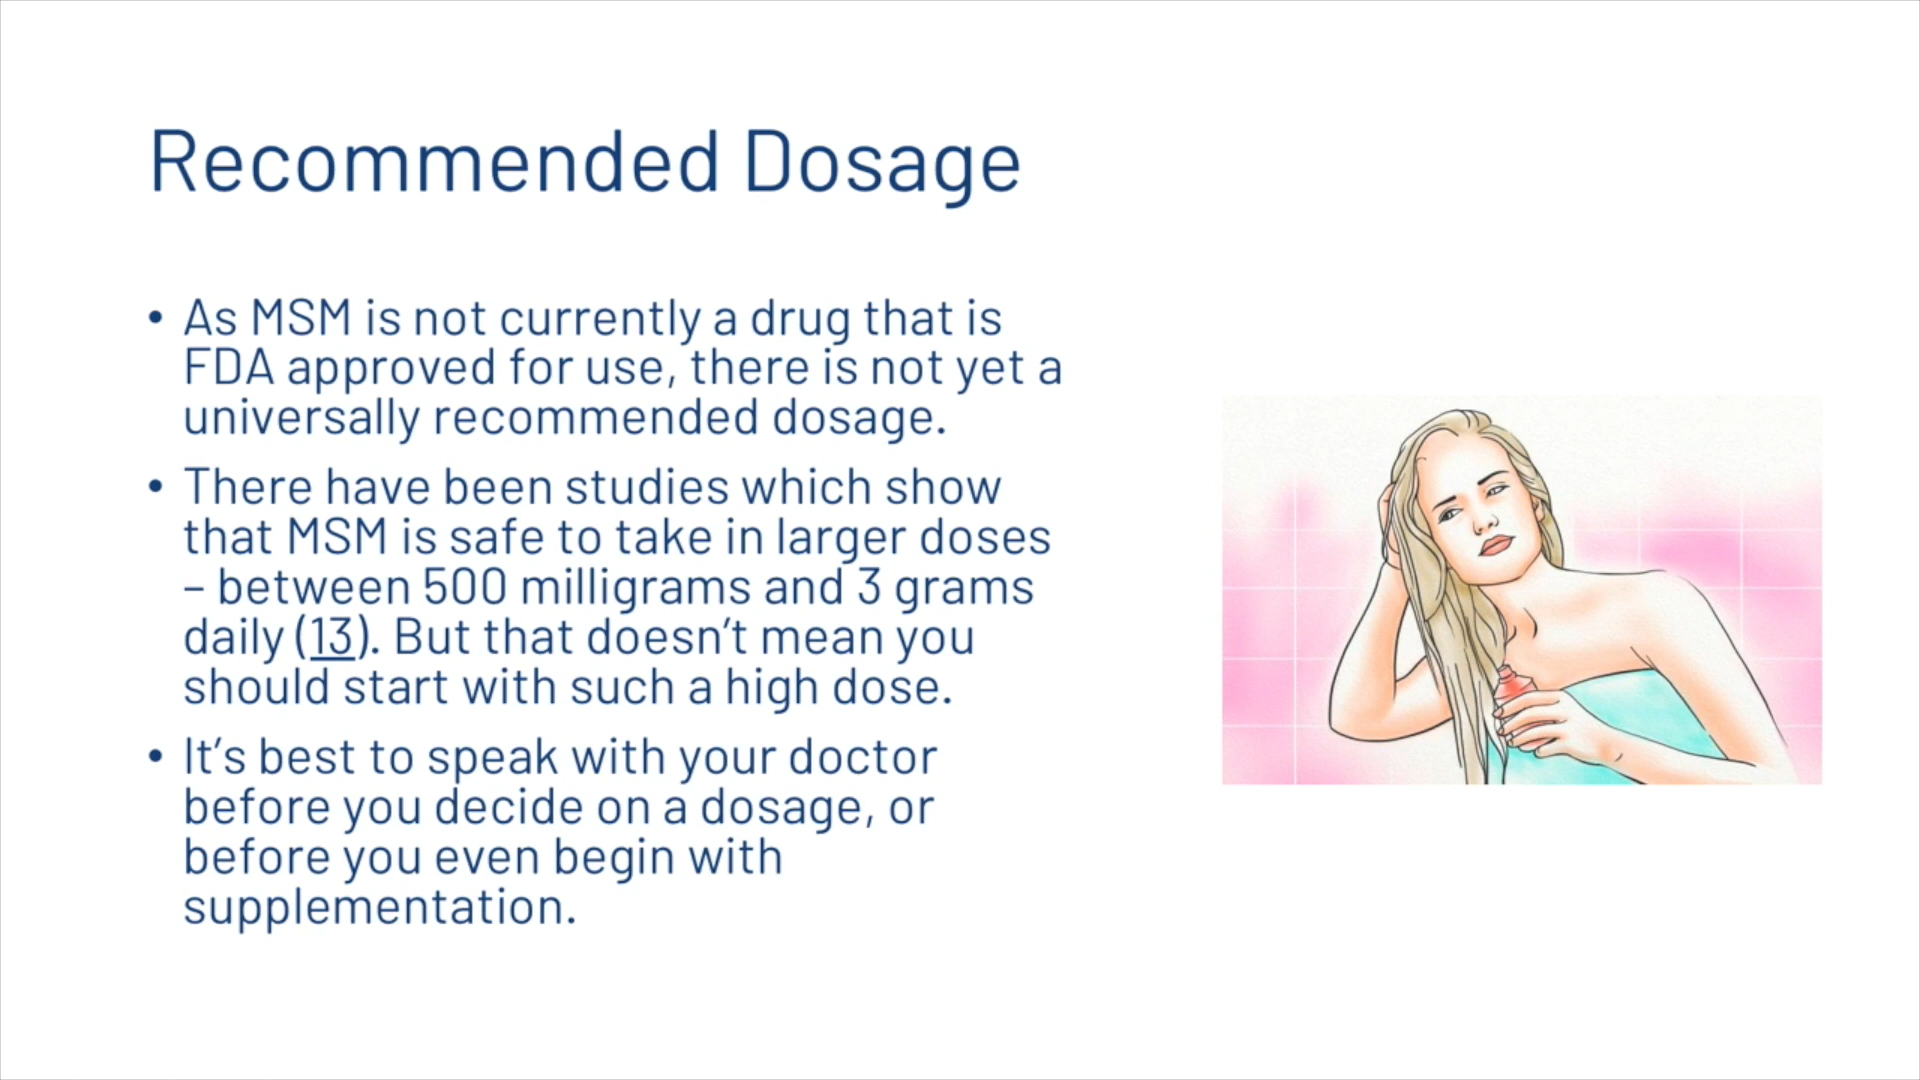 Recommended Dosage
• As MSM is not currently a drug that is
FDA approved for use, there is not yet a
universally recommended dosage.
• There have been studies which show
that MSM is safe to take in larger doses
– between 500 milligrams and 3 grams
daily (13). But that doesn’t mean you
should start with such a high dose.
• It’s best to speak with your doctor
before you decide on a dosage, or
before you even begin with
supplementation.